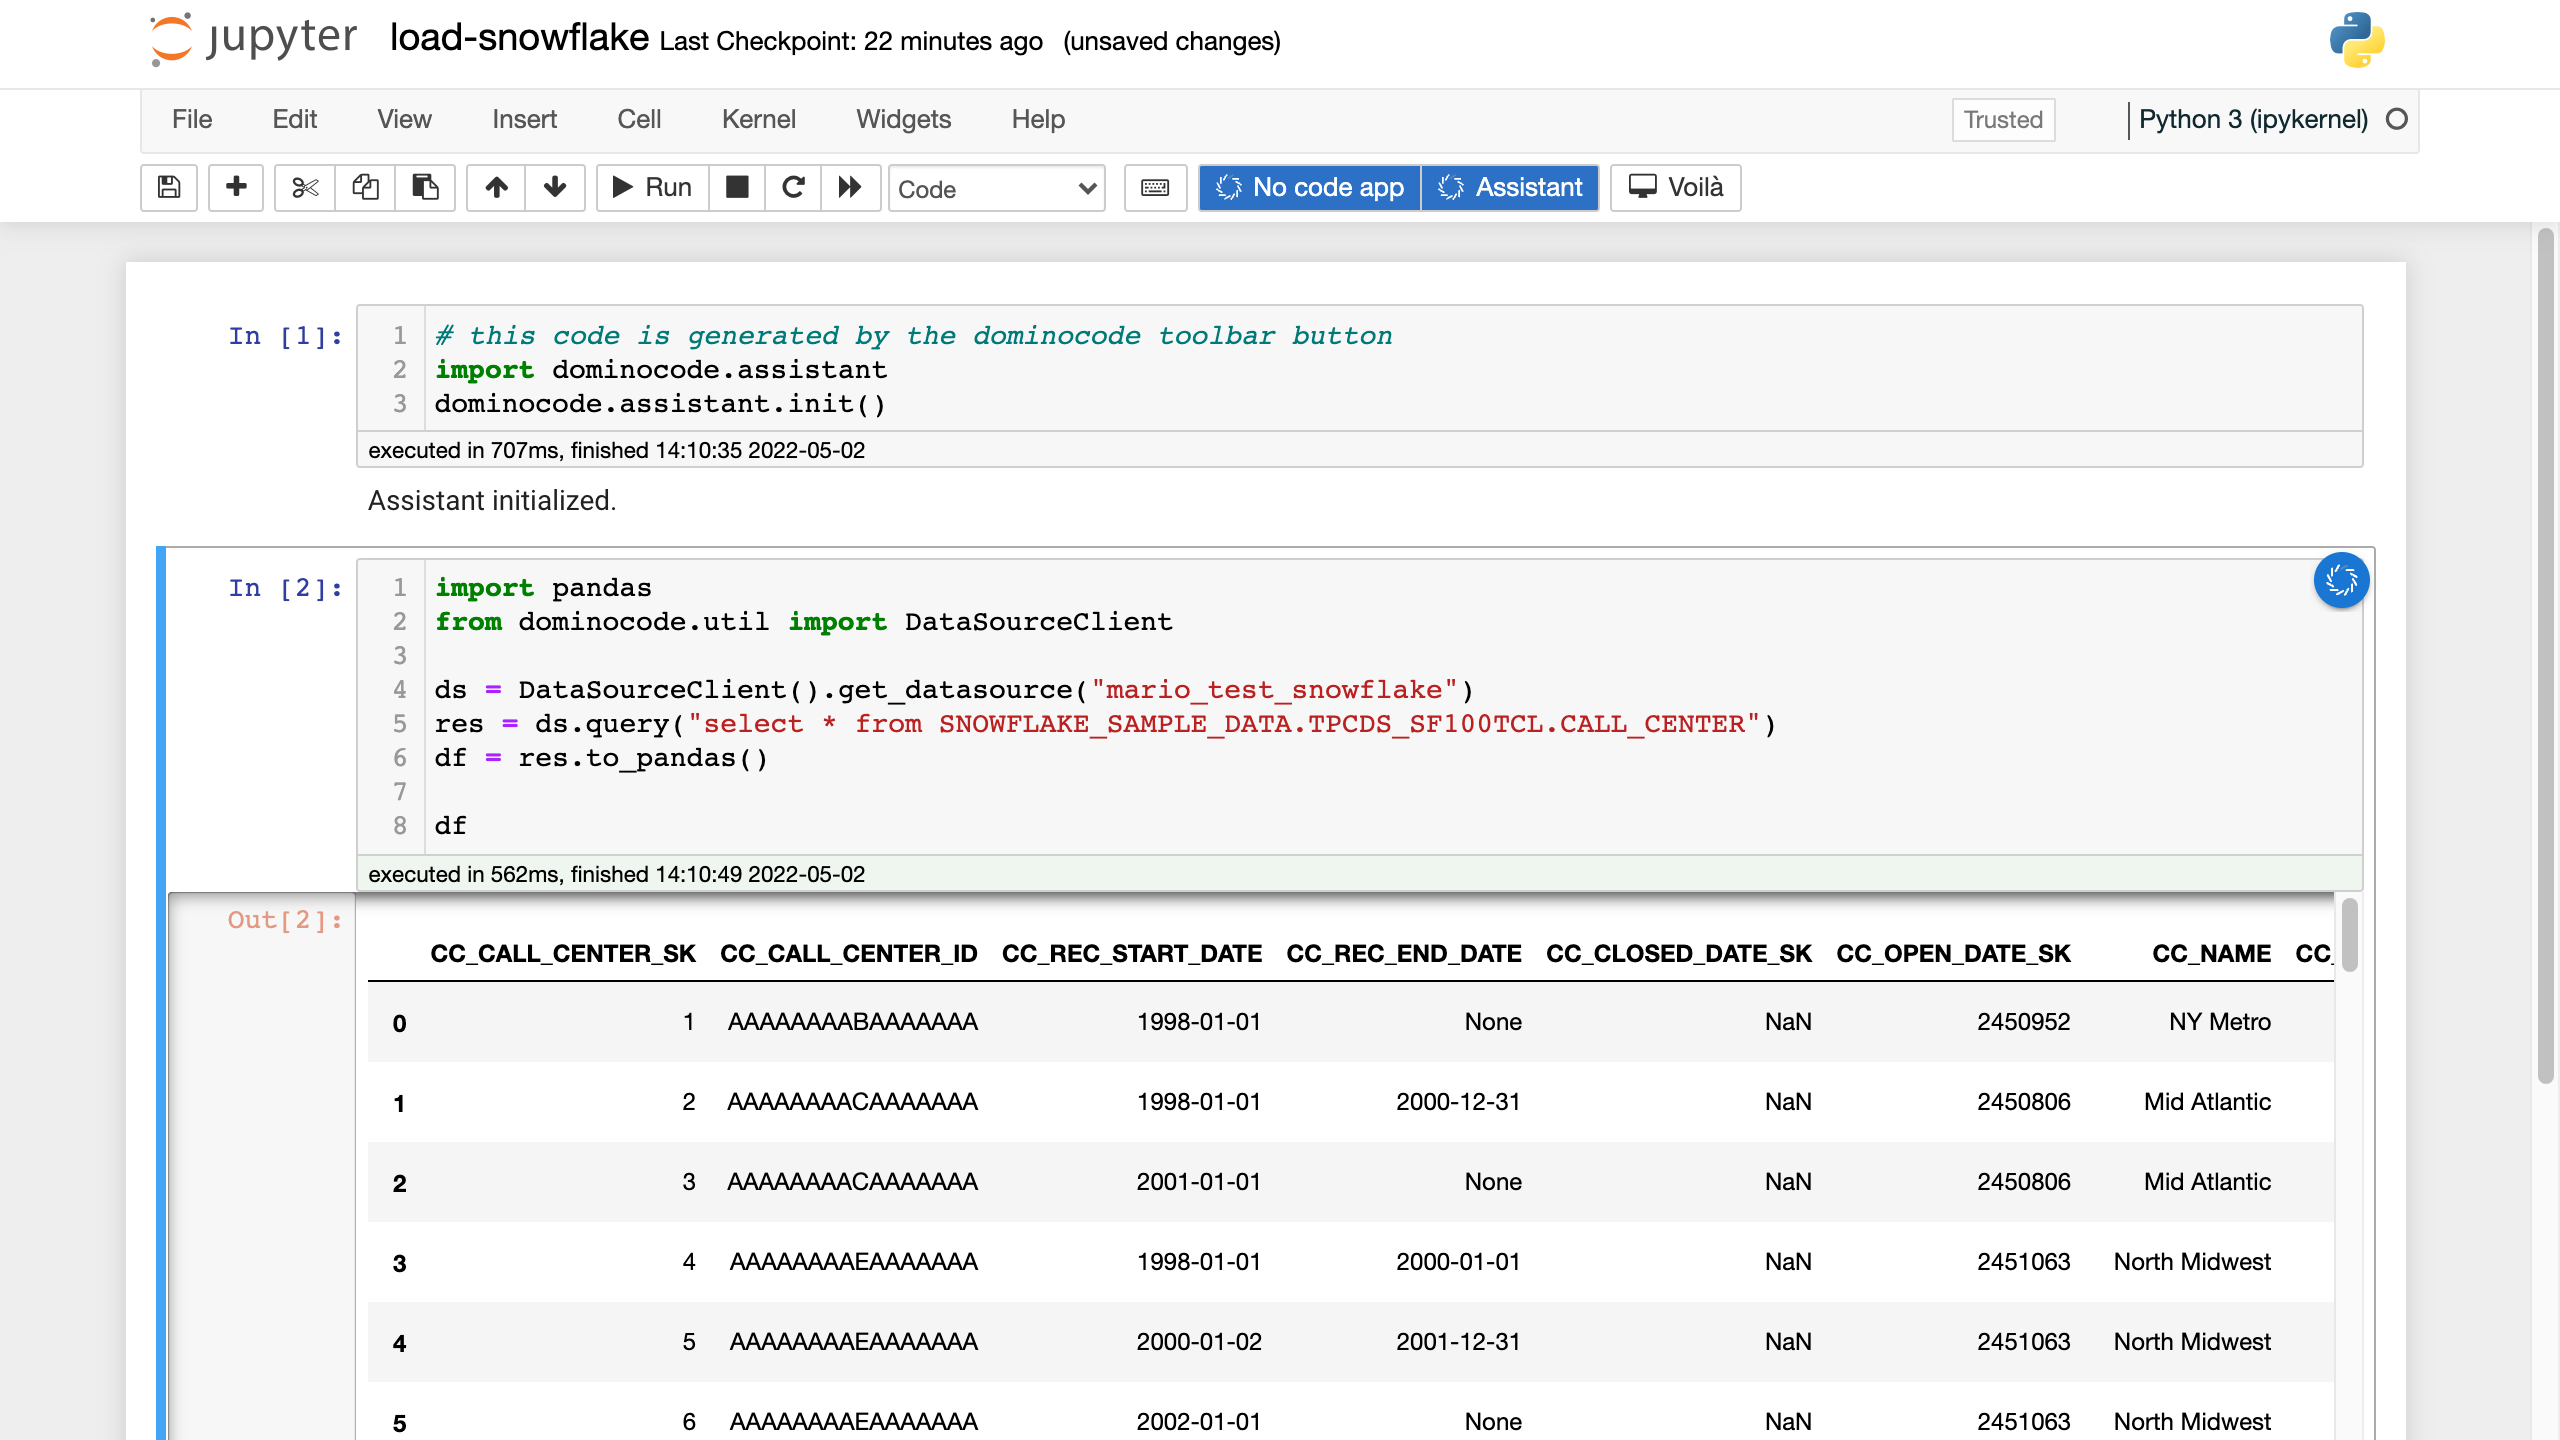 jupyter load-snowflake Last Checkpoint: 22 minutes ago (unsaved changes)
File Edit View Insert Cell Kernel Widgets Help Trusted Python 3 (ipykernel)
Run Code No code app Assistant Voilà
In [1]:
1 # this code is generated by the dominocode toolbar button
2 import dominocode.assistant
3 dominocode.assistant.init()
executed in 707ms, finished 14:10:35 2022-05-02
Assistant initialized.
In [2]:
1 import pandas
2 from dominocode.util import DataSourceClient
3
4 ds = DataSourceClient().get_datasource("mario_test_snowflake")
5 res = ds.query("select * from SNOWFLAKE_SAMPLE_DATA.TPCDS_SF100TCL.CALL_CENTER")
6 df = res.to_pandas()
7
8 df
executed in 562ms, finished 14:10:49 2022-05-02
Out[2]:
CC_CALL_CENTER_SK CC_CALL_CENTER_ID CC_REC_START_DATE CC_REC_END_DATE CC_CLOSED_DATE_SK CC_OPEN_DATE_SK CC_NAME CC_
0 1 AAAAAAAABAAAAAAA 1998-01-01 None NaN 2450952 NY Metro
1 2 AAAAAAAACAAAAAAA 1998-01-01 2000-12-31 NaN 2450806 Mid Atlantic
2 3 AAAAAAAACAAAAAAA 2001-01-01 None NaN 2450806 Mid Atlantic
3 4 AAAAAAAAEAAAAAAA 1998-01-01 2000-01-01 NaN 2451063 North Midwest
4 5 AAAAAAAAEAAAAAAA 2000-01-02 2001-12-31 NaN 2451063 North Midwest
5 6 AAAAAAAAEAAAAAAA 2002-01-01 None NaN 2451063 North Midwest